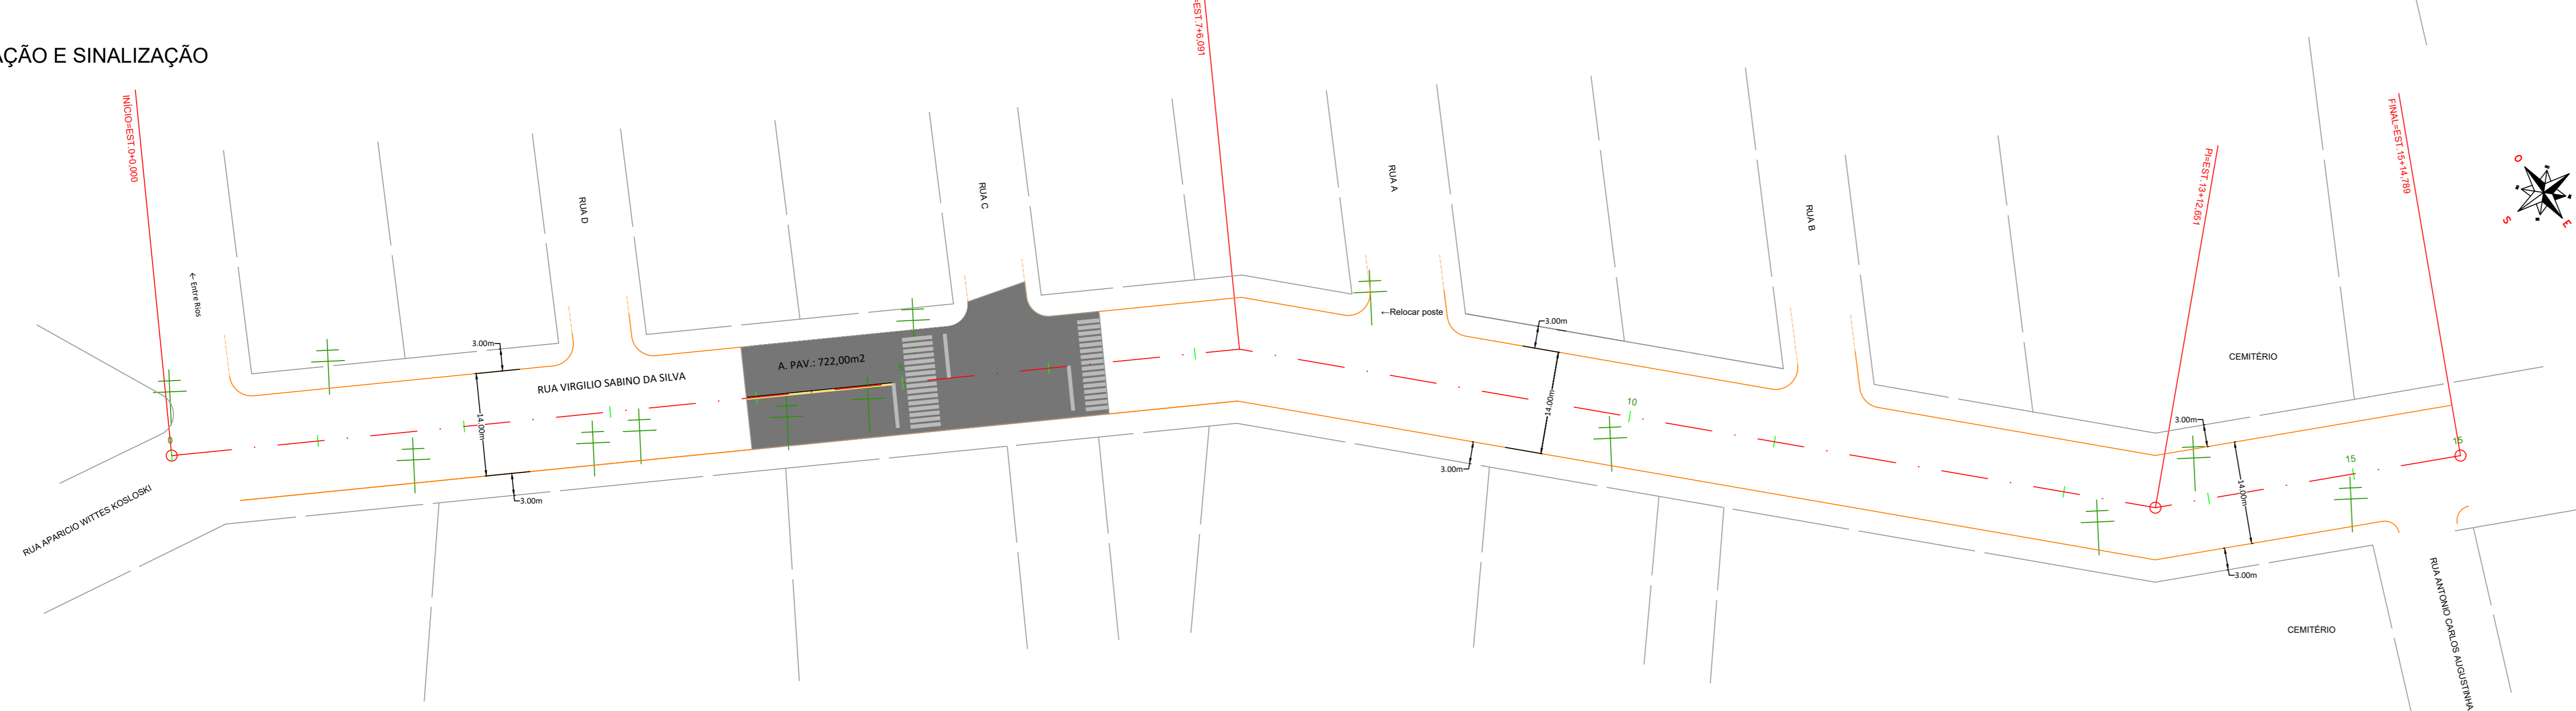 AÇÃO E SINALIZAÇÃO
INÍCIO=EST.0+0,000
=EST.7+6,091
PI=EST.13+12,651
FINAL=EST.15+14,789
← Entre Rios
RUA D
RUA C
RUA A
RUA B
O
S
E
←Relocar poste
3.00m
3.00m
CEMITÉRIO
A. PAV.: 722,00m2
RUA VIRGILIO SABINO DA SILVA
5
10
14.00m
14.00m
3.00m
0
15
15
3.00m
14.00m
3.00m
RUA APARICIO WITTES KOSLOSKI
3.00m
CEMITÉRIO
RUA ANTONIO CARLOS AUGUSTINHA